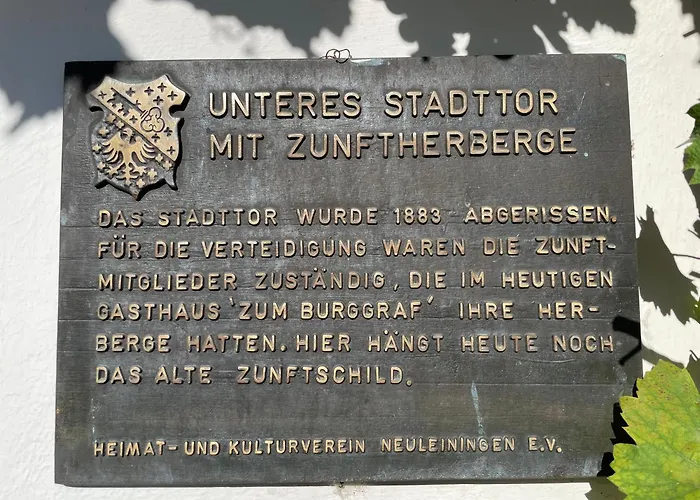 UNTERES STADTTOR
MIT ZUNFTHERBERGE
DAS STADTTOR WURDE 1883 ABGERISSEN.
FÜR DIE VERTEIDIGUNG WAREN DIE ZUNFT-
MITGLIEDER ZUSTÄNDIG, DIE IM HEUTIGEN
GASTHAUS 'ZUM BURGGRAF' IHRE HER-
BERGE HATTEN. HIER HÄNGT HEUTE NOCH
DAS ALTE ZUNFTSCHILD.
HEIMAT- UND KULTURVEREIN NEULEININGEN E.V.